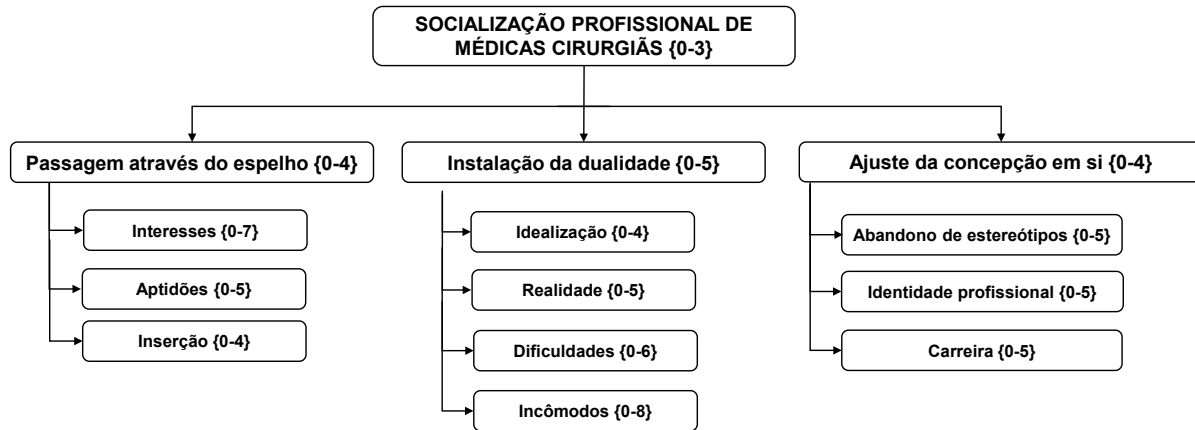 SOCIALIZAÇÃO PROFISSIONAL DE
MÉDICAS CIRURGIÃS {0-3}
Passagem através do espelho {0-4}
Interesses {0-7}
Aptidões {0-5}
Inserção {0-4}
Instalação da dualidade {0-5}
Idealização {0-4}
Realidade {0-5}
Dificuldades {0-6}
Incômodos {0-8}
Ajuste da concepção em si {0-4}
Abandono de estereótipos {0-5}
Identidade profissional {0-5}
Carreira {0-5}